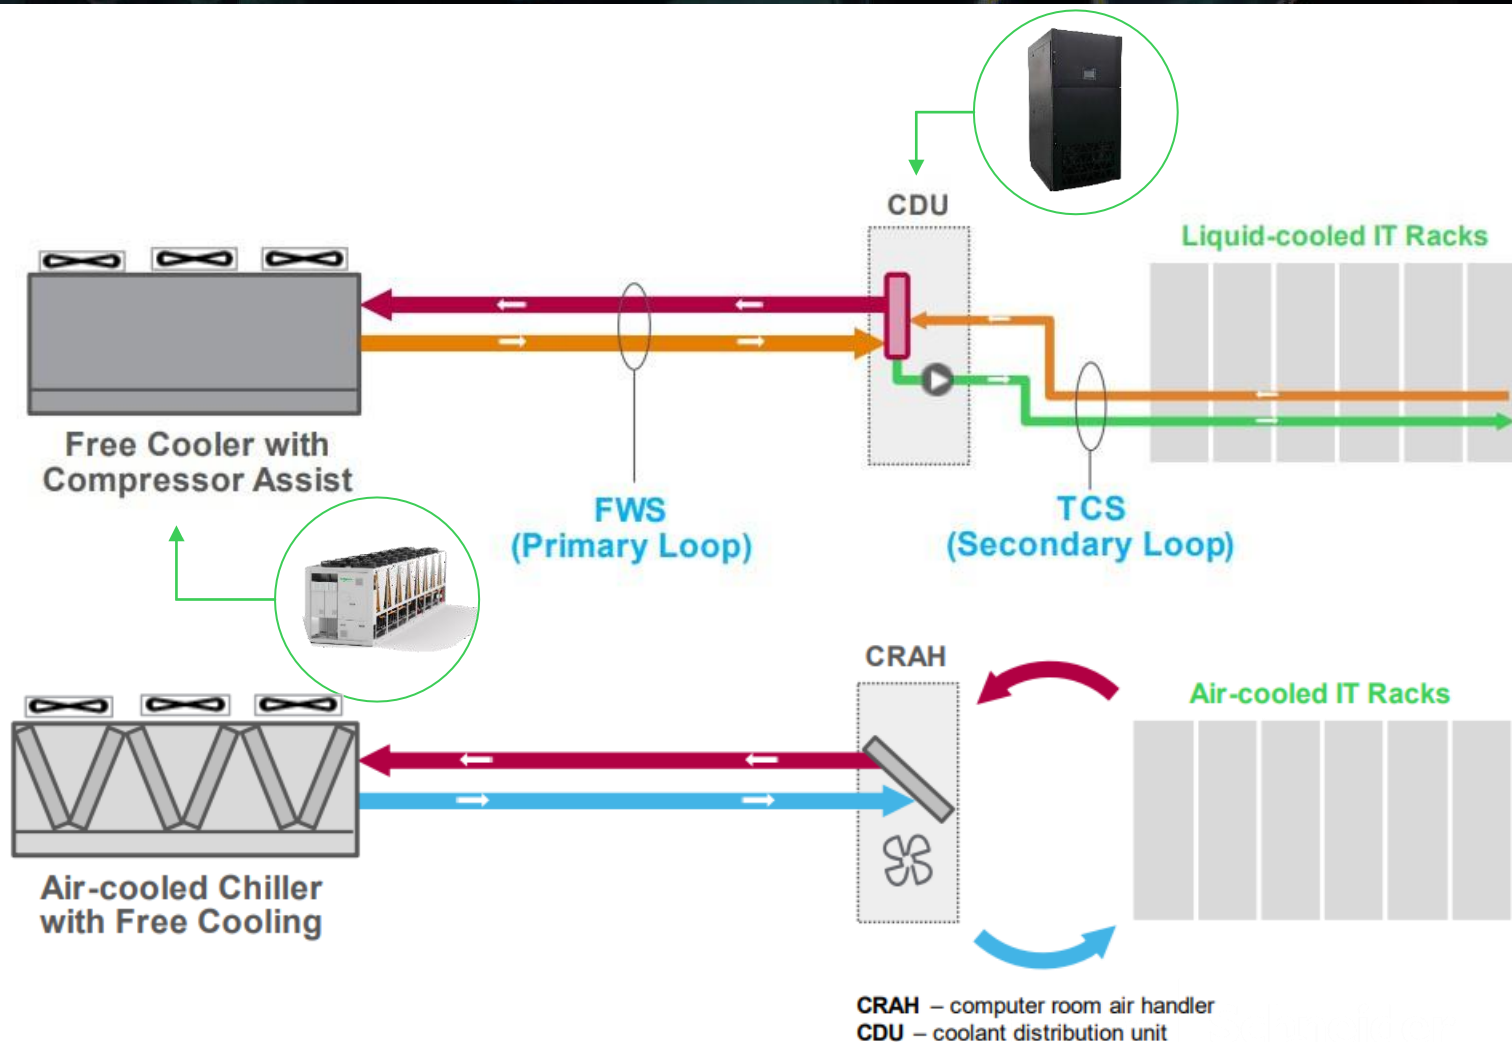 CDU
Liquid-cooled IT Racks
Free Cooler with
Compressor Assist
FWS
(Primary Loop)
TCS
(Secondary Loop)
CRAH
Air-cooled IT Racks
Air-cooled Chiller
with Free Cooling
CRAH – computer room air handler
CDU – coolant distribution unit